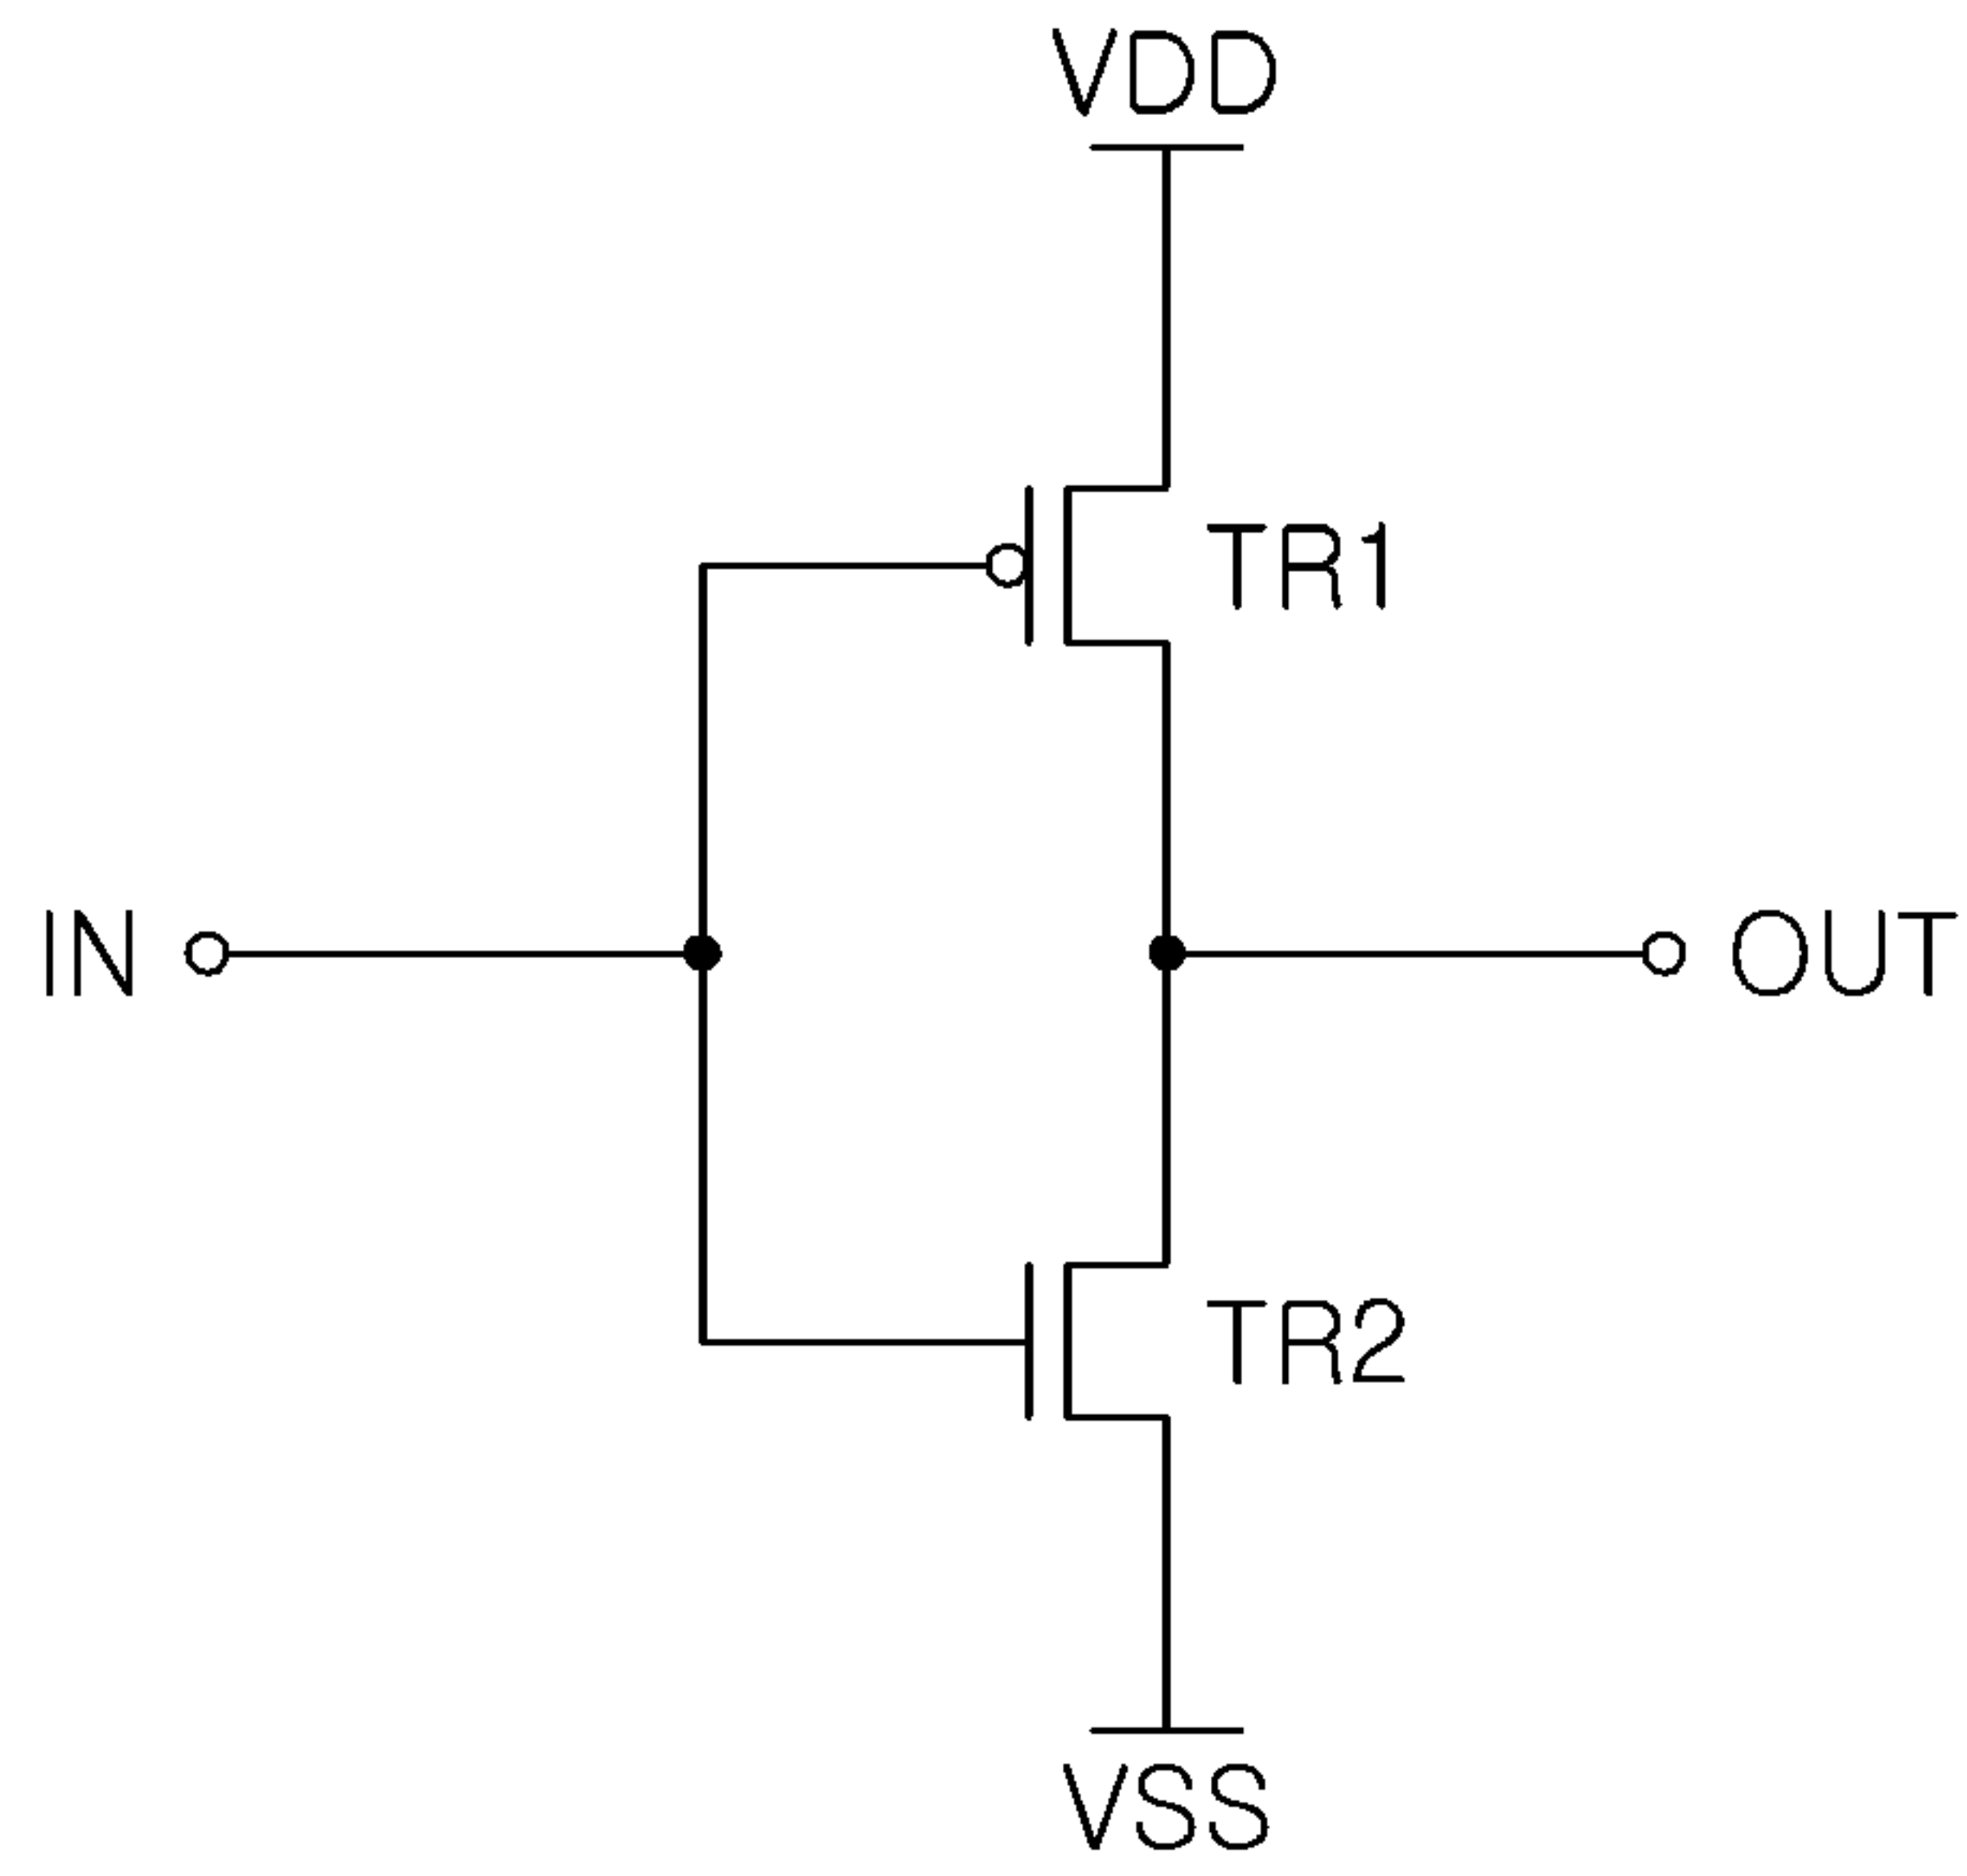 VDD
TR1
IN
OUT
TR2
VSS